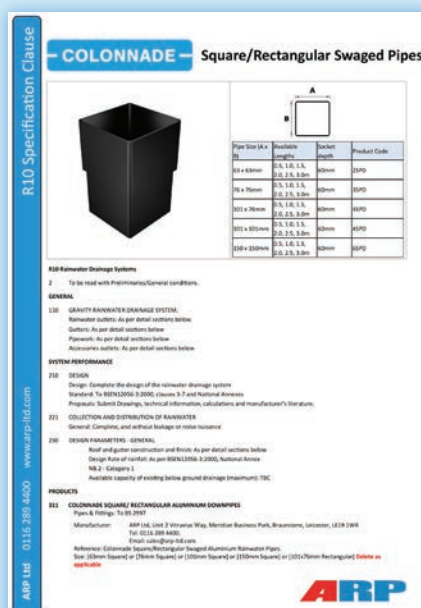 R10 Specification Clause
ARP Ltd 0116 289 4400 www.arp-ltd.com
COLONNADE
Square/Rectangular Swaged Pipes
A
B
Pipe Size (A x B) Available Lengths Socket depth Product Code
63 x 63mm 0.5, 1.0, 1.5, 2.0, 2.5, 3.0m 60mm 25PD
76 x 76mm 0.5, 1.0, 1.5, 2.0, 2.5, 3.0m 60mm 35PD
101 x 76mm 0.5, 1.0, 1.5, 2.0, 2.5, 3.0m 60mm
101 x 101mm 0.5, 1.0, 1.5, 2.0, 2.5, 3.0m 60mm 45PD
150 x 150mm 0.5, 1.0, 1.5, 2.0, 2.5, 3.0m 60mm 65PD
R10 Rainwater Drainage Systems
2 To be read with Preliminaries/General conditions.
GENERAL
110 GRAVITY RAINWATER DRAINAGE SYSTEM.
Rainwater outlets: As per detail sections below
Gutters: As per detail sections below
Pipework: As per detail sections below
Accessories outlets: As per detail sections below
SYSTEM PERFORMANCE
210 DESIGN
Design: Complete the design of the rainwater drainage system
Standard: To BSEN12056-3:2000, clauses 3-7 and National Annexes
Proposals: Submit Drawings, technical information, calculations and manufacturer's literature.
221 COLLECTION AND DISTRIBUTION OF RAINWATER
General: Complete, and without leakage or noise nuisance
230 DESIGN PARAMETERS - GENERAL
Roof and gutter construction and finish: As per detail sections below
Design Rate of rainfall: As per BSEN12056-3:2000, National Annex
NB.2 - Category 1
Available capacity of existing below ground drainage (maximum): TBC
PRODUCTS
311 COLONNADE SQUARE/ RECTANGULAR ALUMINIUM DOWNPIPES
Pipes & Fittings: To BS 2997
Manufacturer: ARP Ltd, Unit 2 Vitruvius Way, Meridian Business Park, Braunstone, Leicester, LE19 1WA
Tel: 0116 289 4400.
Email: sales@arp-ltd.com
Reference: Colonnade Square/Rectangular Swaged Aluminium Rainwater Pipes.
Size: [63mm Square] or [76mm Square] or [100mm Square] or [150mm Square] or [101x76mm Rectangular] Delete as
applicable
ARP